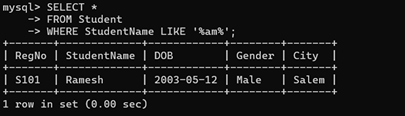 mysql> SELECT *
    -> FROM Student
    -> WHERE StudentName LIKE '%am%';
+-------+-------------+------------+--------+-------+
| RegNo | StudentName | DOB        | Gender | City  |
+-------+-------------+------------+--------+-------+
| S101  | Ramesh      | 2003-05-12 | Male   | Salem |
+-------+-------------+------------+--------+-------+
1 row in set (0.00 sec)